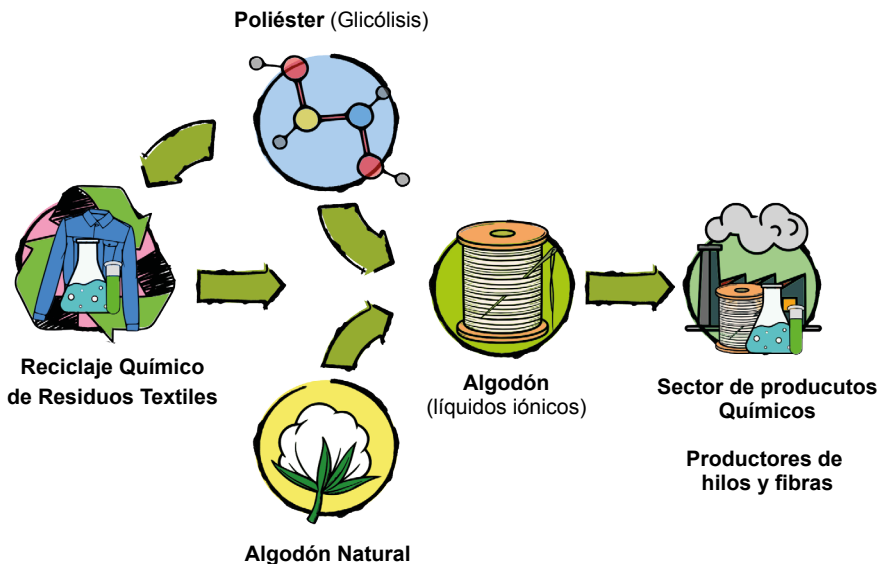 Poliéster (Glicólisis)
Reciclaje Químico
de Residuos Textiles
Algodón
(líquidos iónicos)
Sector de producutos
Químicos
Productores de
hilos y fibras
Algodón Natural